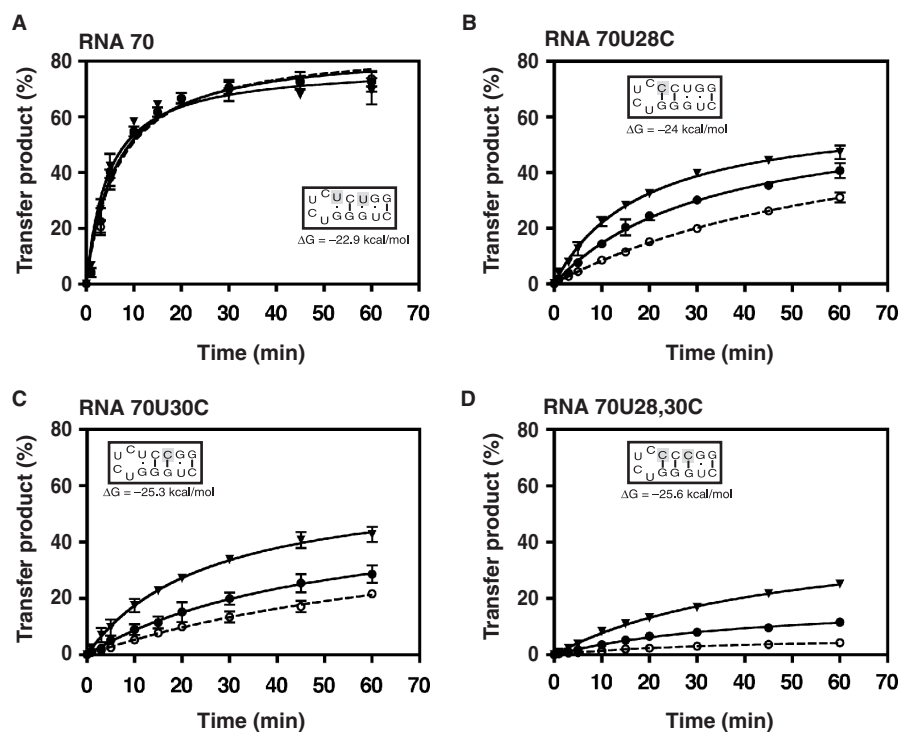 A
RNA 70
Transfer product (%)
80
60
40
20
0
U C U C U G G
C U G G G U C
ΔG = −22.9 kcal/mol
0 10 20 30 40 50 60 70
Time (min)
B
RNA 70U28C
Transfer product (%)
80
60
40
20
0
U C C C U G G
C U G G G U C
ΔG = −24 kcal/mol
0 10 20 30 40 50 60 70
Time (min)
C
RNA 70U30C
Transfer product (%)
80
60
40
20
0
U C U C C G G
C U G G G U C
ΔG = −25.3 kcal/mol
0 10 20 30 40 50 60 70
Time (min)
D
RNA 70U28,30C
Transfer product (%)
80
60
40
20
0
U C C C C G G
C U G G G U C
ΔG = −25.6 kcal/mol
0 10 20 30 40 50 60 70
Time (min)